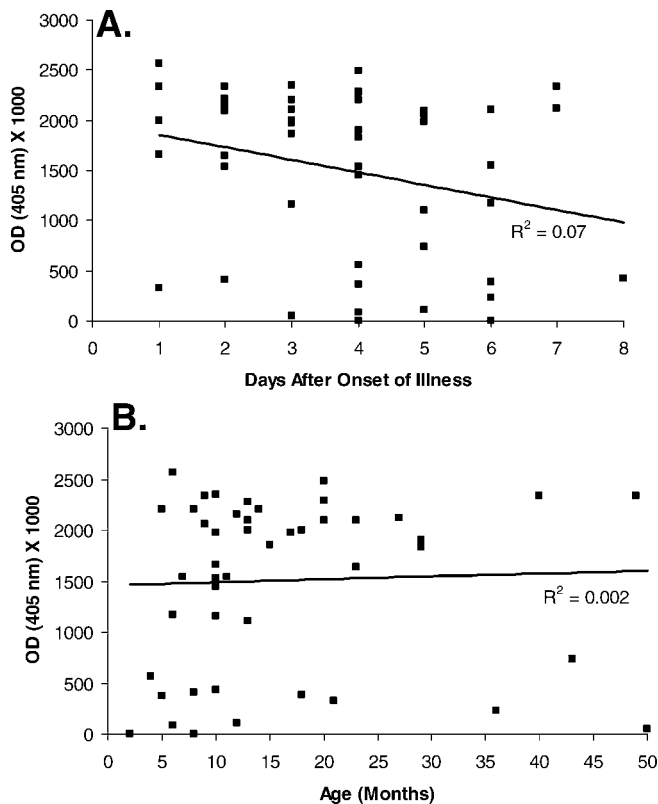 A.
3000
2500
2000
1500
1000
500
0
OD (405 nm) X 1000
R² = 0.07
0 1 2 3 4 5 6 7 8
Days After Onset of Illness
B.
3000
2500
2000
1500
1000
500
0
OD (405 nm) X 1000
R² = 0.002
0 5 10 15 20 25 30 35 40 45 50
Age (Months)